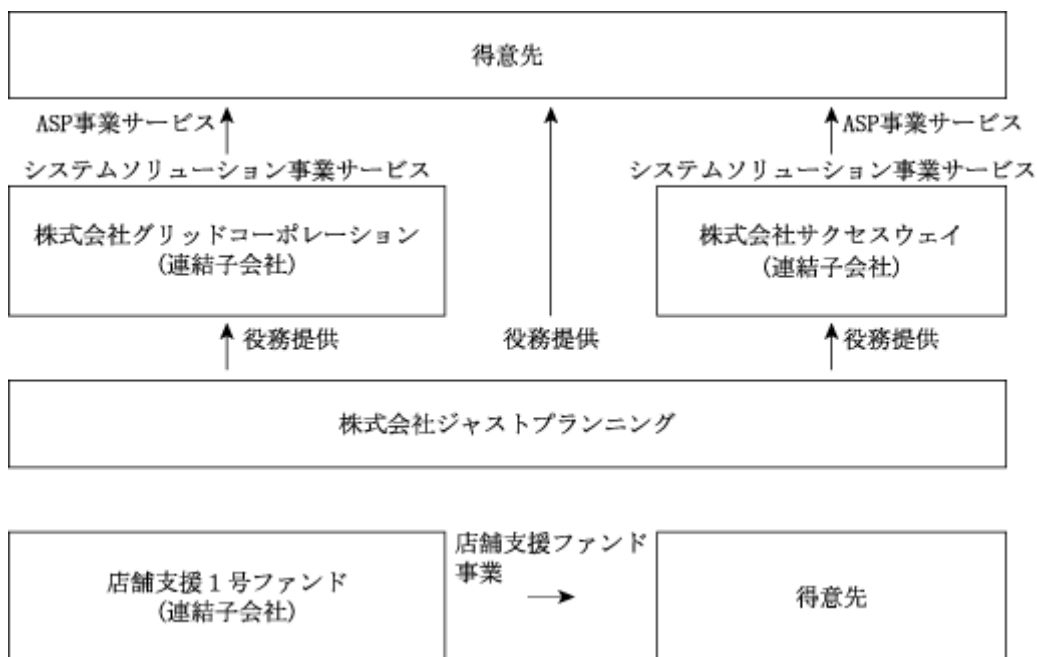 得意先
ASP事業サービス
ASP事業サービス
システムソリューション事業サービス
システムソリューション事業サービス
株式会社グリッドコーポレーション
(連結子会社)
株式会社サクセスウェイ
(連結子会社)
役務提供
役務提供
役務提供
株式会社ジャストプランニング
店舗支援1号ファンド
(連結子会社)
店舗支援ファンド
事業
得意先